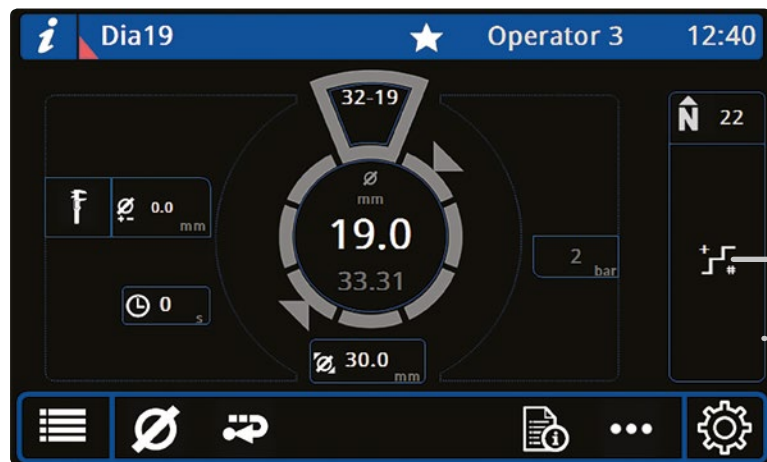 i Dia19 Operator 3 12:40
32-19
N 22
Ø
mm
Ø +- 0.0 mm
19.0
33.31
2 bar
0 s
Ø 30.0 mm
+ #
Ø
i